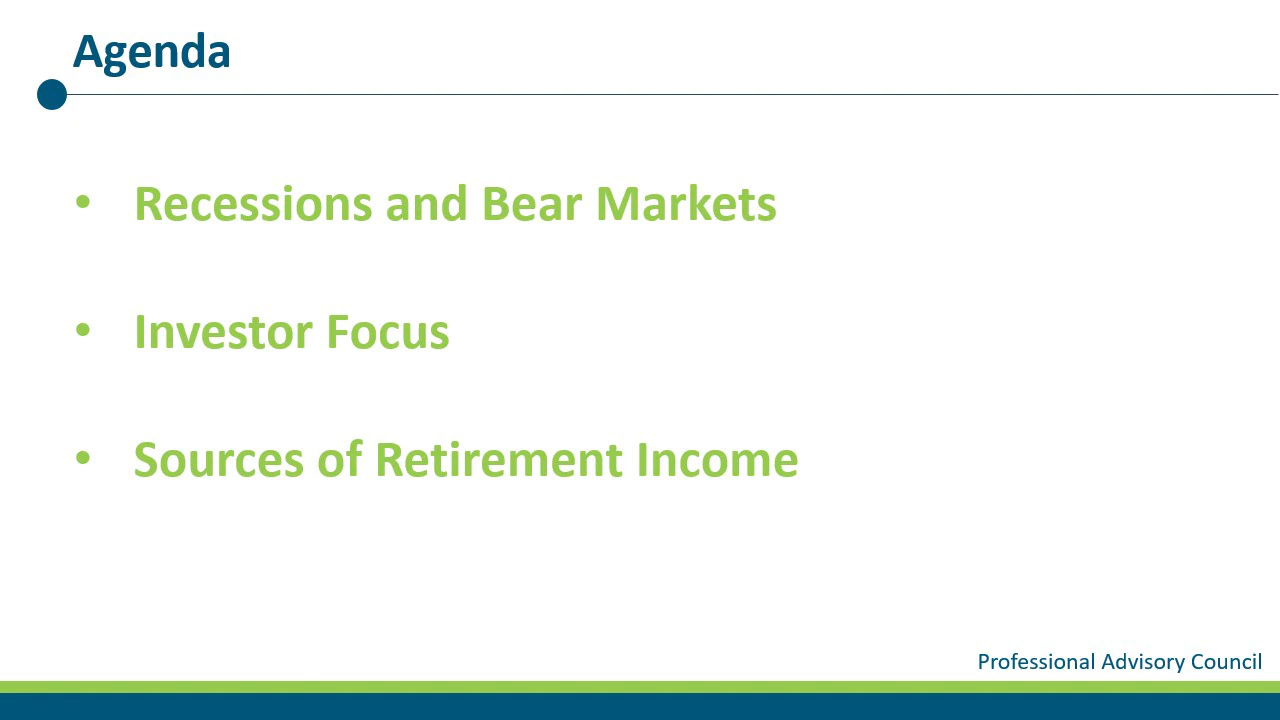 Agenda
• Recessions and Bear Markets
• Investor Focus
• Sources of Retirement Income
Professional Advisory Council